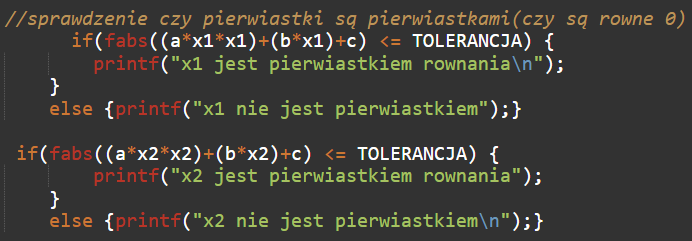 //sprawdzenie czy pierwiastki są pierwiastkami(czy są rowne 0)
if(fabs((a*x1*x1)+(b*x1)+c) <= TOLERANCJA) {
printf("x1 jest pierwiastkiem rownania\n");
}
else {printf("x1 nie jest pierwiastkiem");}
if(fabs((a*x2*x2)+(b*x2)+c) <= TOLERANCJA) {
printf("x2 jest pierwiastkiem rownania");
}
else {printf("x2 nie jest pierwiastkiem\n");}